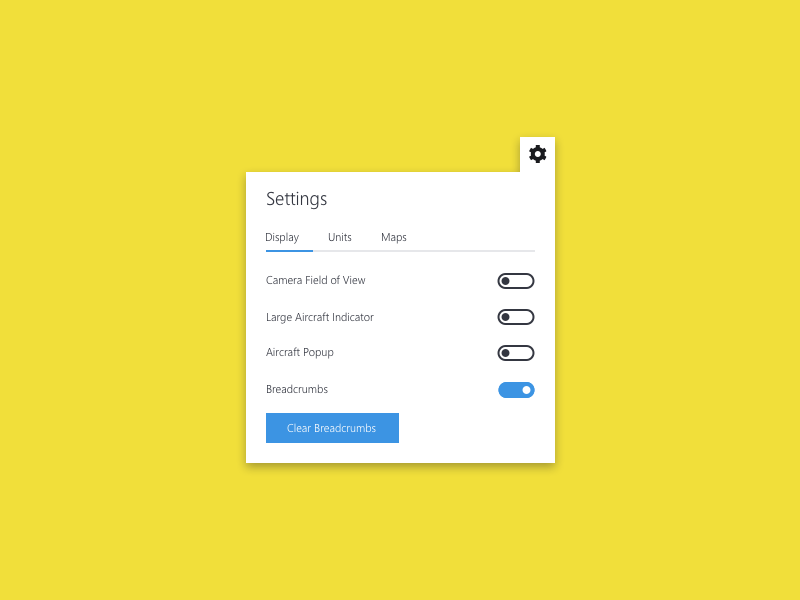 Settings
Display Units Maps
Camera Field of View
Large Aircraft Indicator
Aircraft Popup
Breadcrumbs
Clear Breadcrumbs